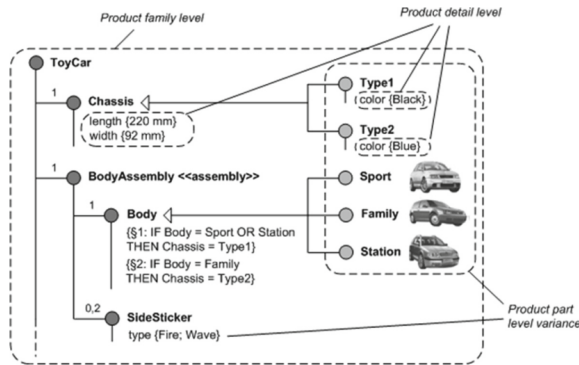 Product family level
Product detail level
ToyCar
1
Chassis
length {220 mm}
width {92 mm}
Type1
color {Black}
Type2
color {Blue}
1
BodyAssembly <<assembly>>
Sport
1
Body
Family
{§1: IF Body = Sport OR Station
THEN Chassis = Type1}
Station
{§2: IF Body = Family
THEN Chassis = Type2}
0,2
SideSticker
type {Fire; Wave}
Product part
level variance